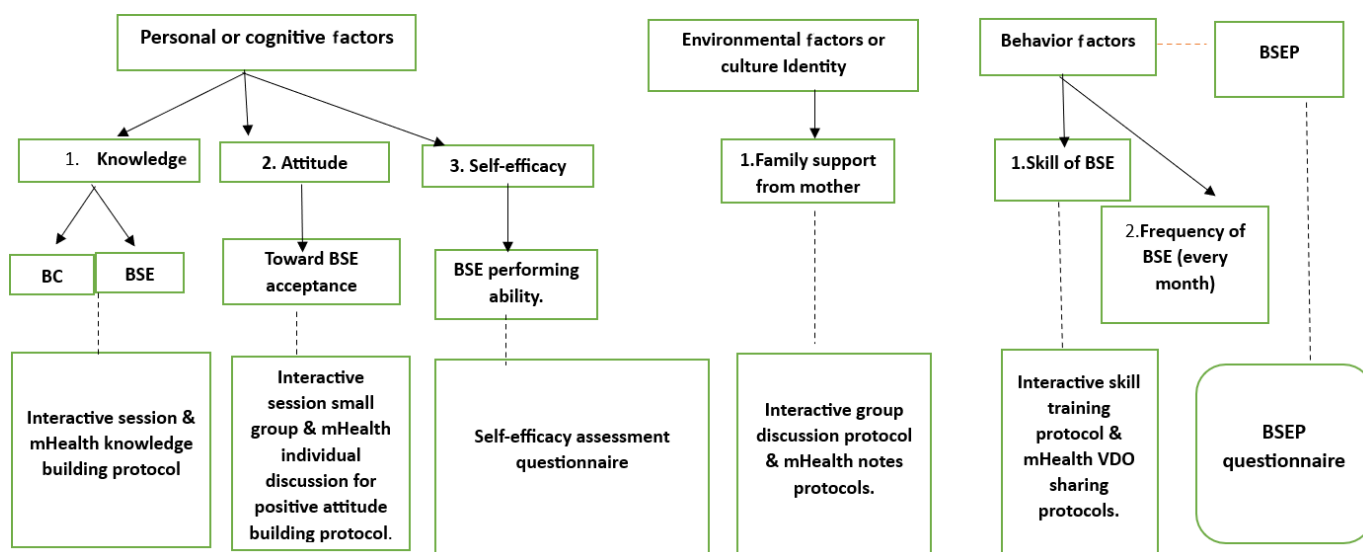 Personal or cognitive factors
Environmental factors or
culture Identity
Behavior factors
BSEP
1. Knowledge
2. Attitude
3. Self-efficacy
1.Family support
from mother
1.Skill of BSE
2.Frequency of
BSE (every
month)
BC
BSE
Toward BSE
acceptance
BSE performing
ability.
Interactive session &
mHealth knowledge
building protocol
Interactive
session small
group & mHealth
individual
discussion for
positive attitude
building protocol.
Self-efficacy assessment
questionnaire
Interactive group
discussion protocol
& mHealth notes
protocols.
Interactive skill
training
protocol &
mHealth VDO
sharing
protocols.
BSEP
questionnaire